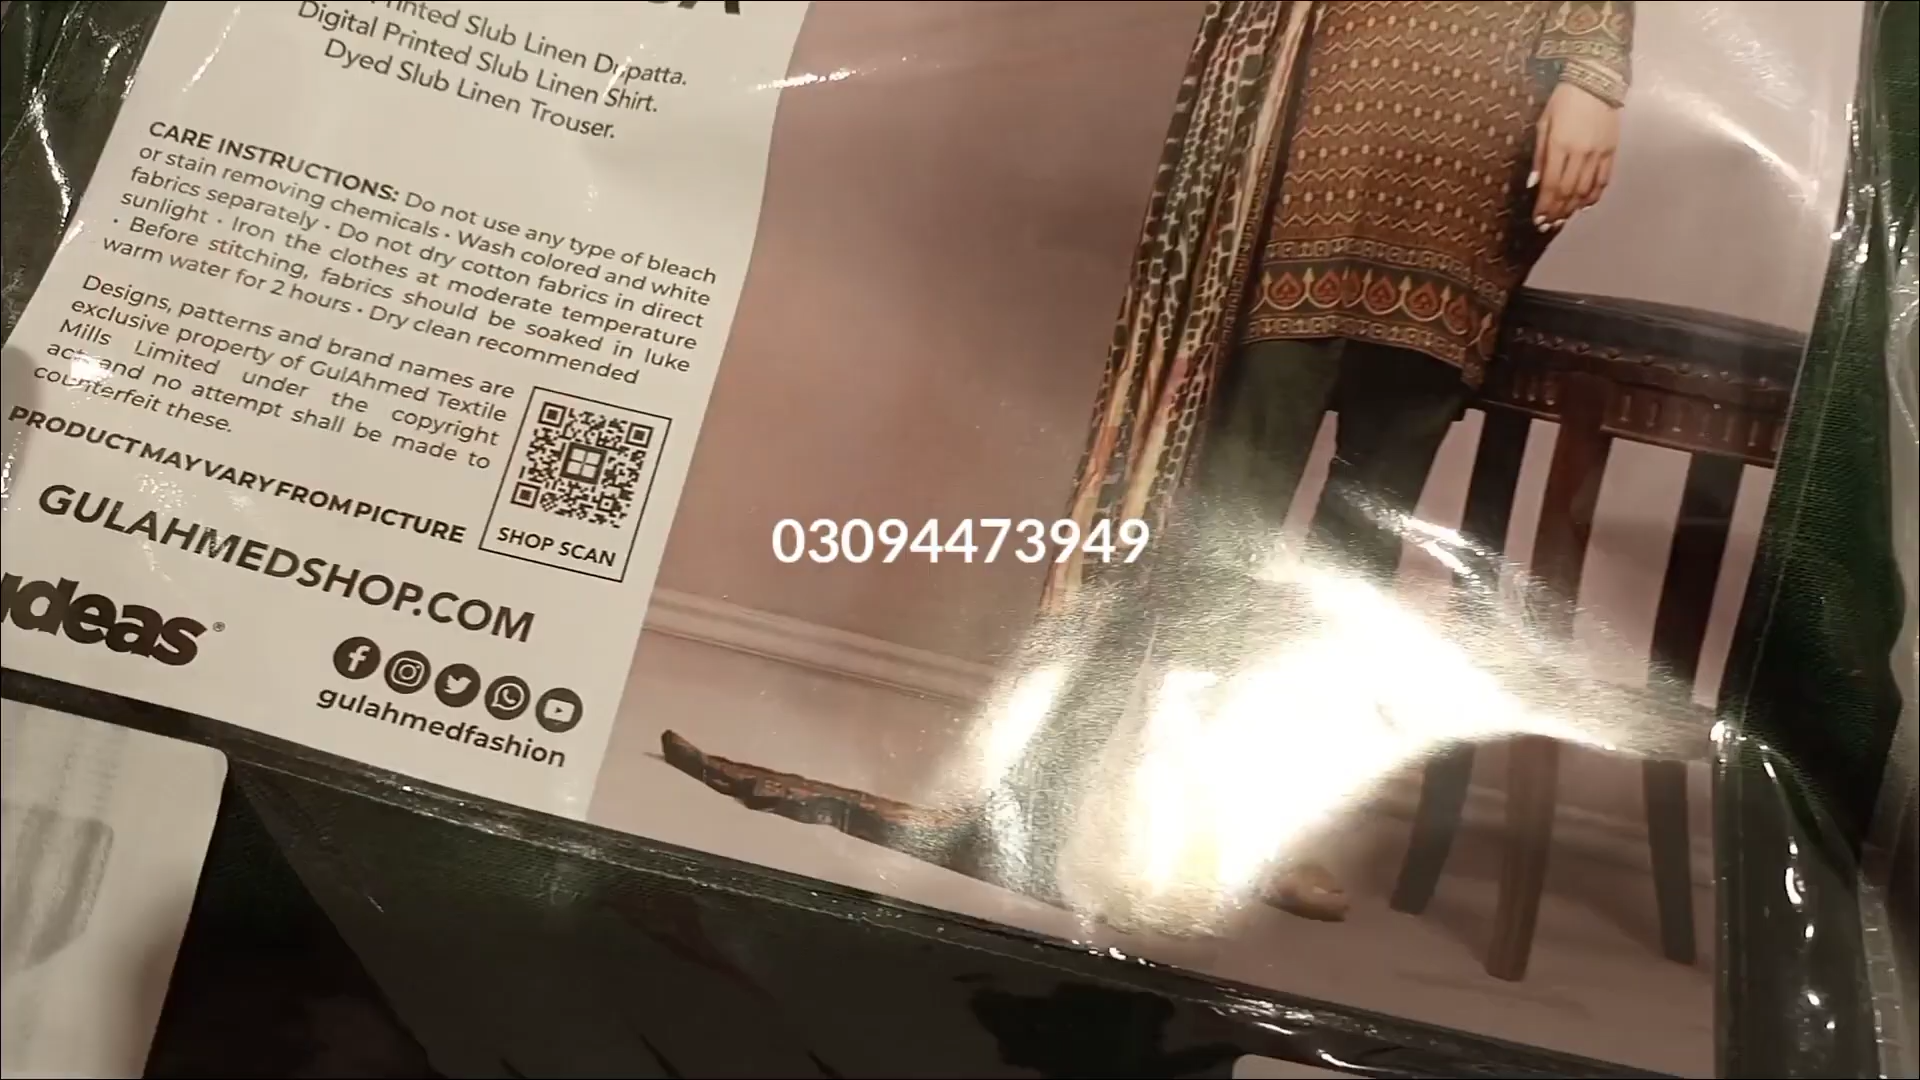 Printed Slub Linen Dupatta.
Digital Printed Slub Linen Shirt.
Dyed Slub Linen Trouser.
CARE INSTRUCTIONS: Do not use any type of bleach
or stain removing chemicals • Wash colored and white
fabrics separately • Do not dry cotton fabrics in direct
sunlight • Iron the clothes at moderate temperature
• Before stitching, fabrics should be soaked in luke
warm water for 2 hours • Dry clean recommended
Designs, patterns and brand names are
exclusive property of GulAhmed Textile
Mills Limited under the copyright
act and no attempt shall be made to
counterfeit these.
PRODUCT MAY VARY FROM PICTURE
SHOP SCAN
GULAHMEDSHOP.COM
ideas®
gulahmedfashion
03094473949